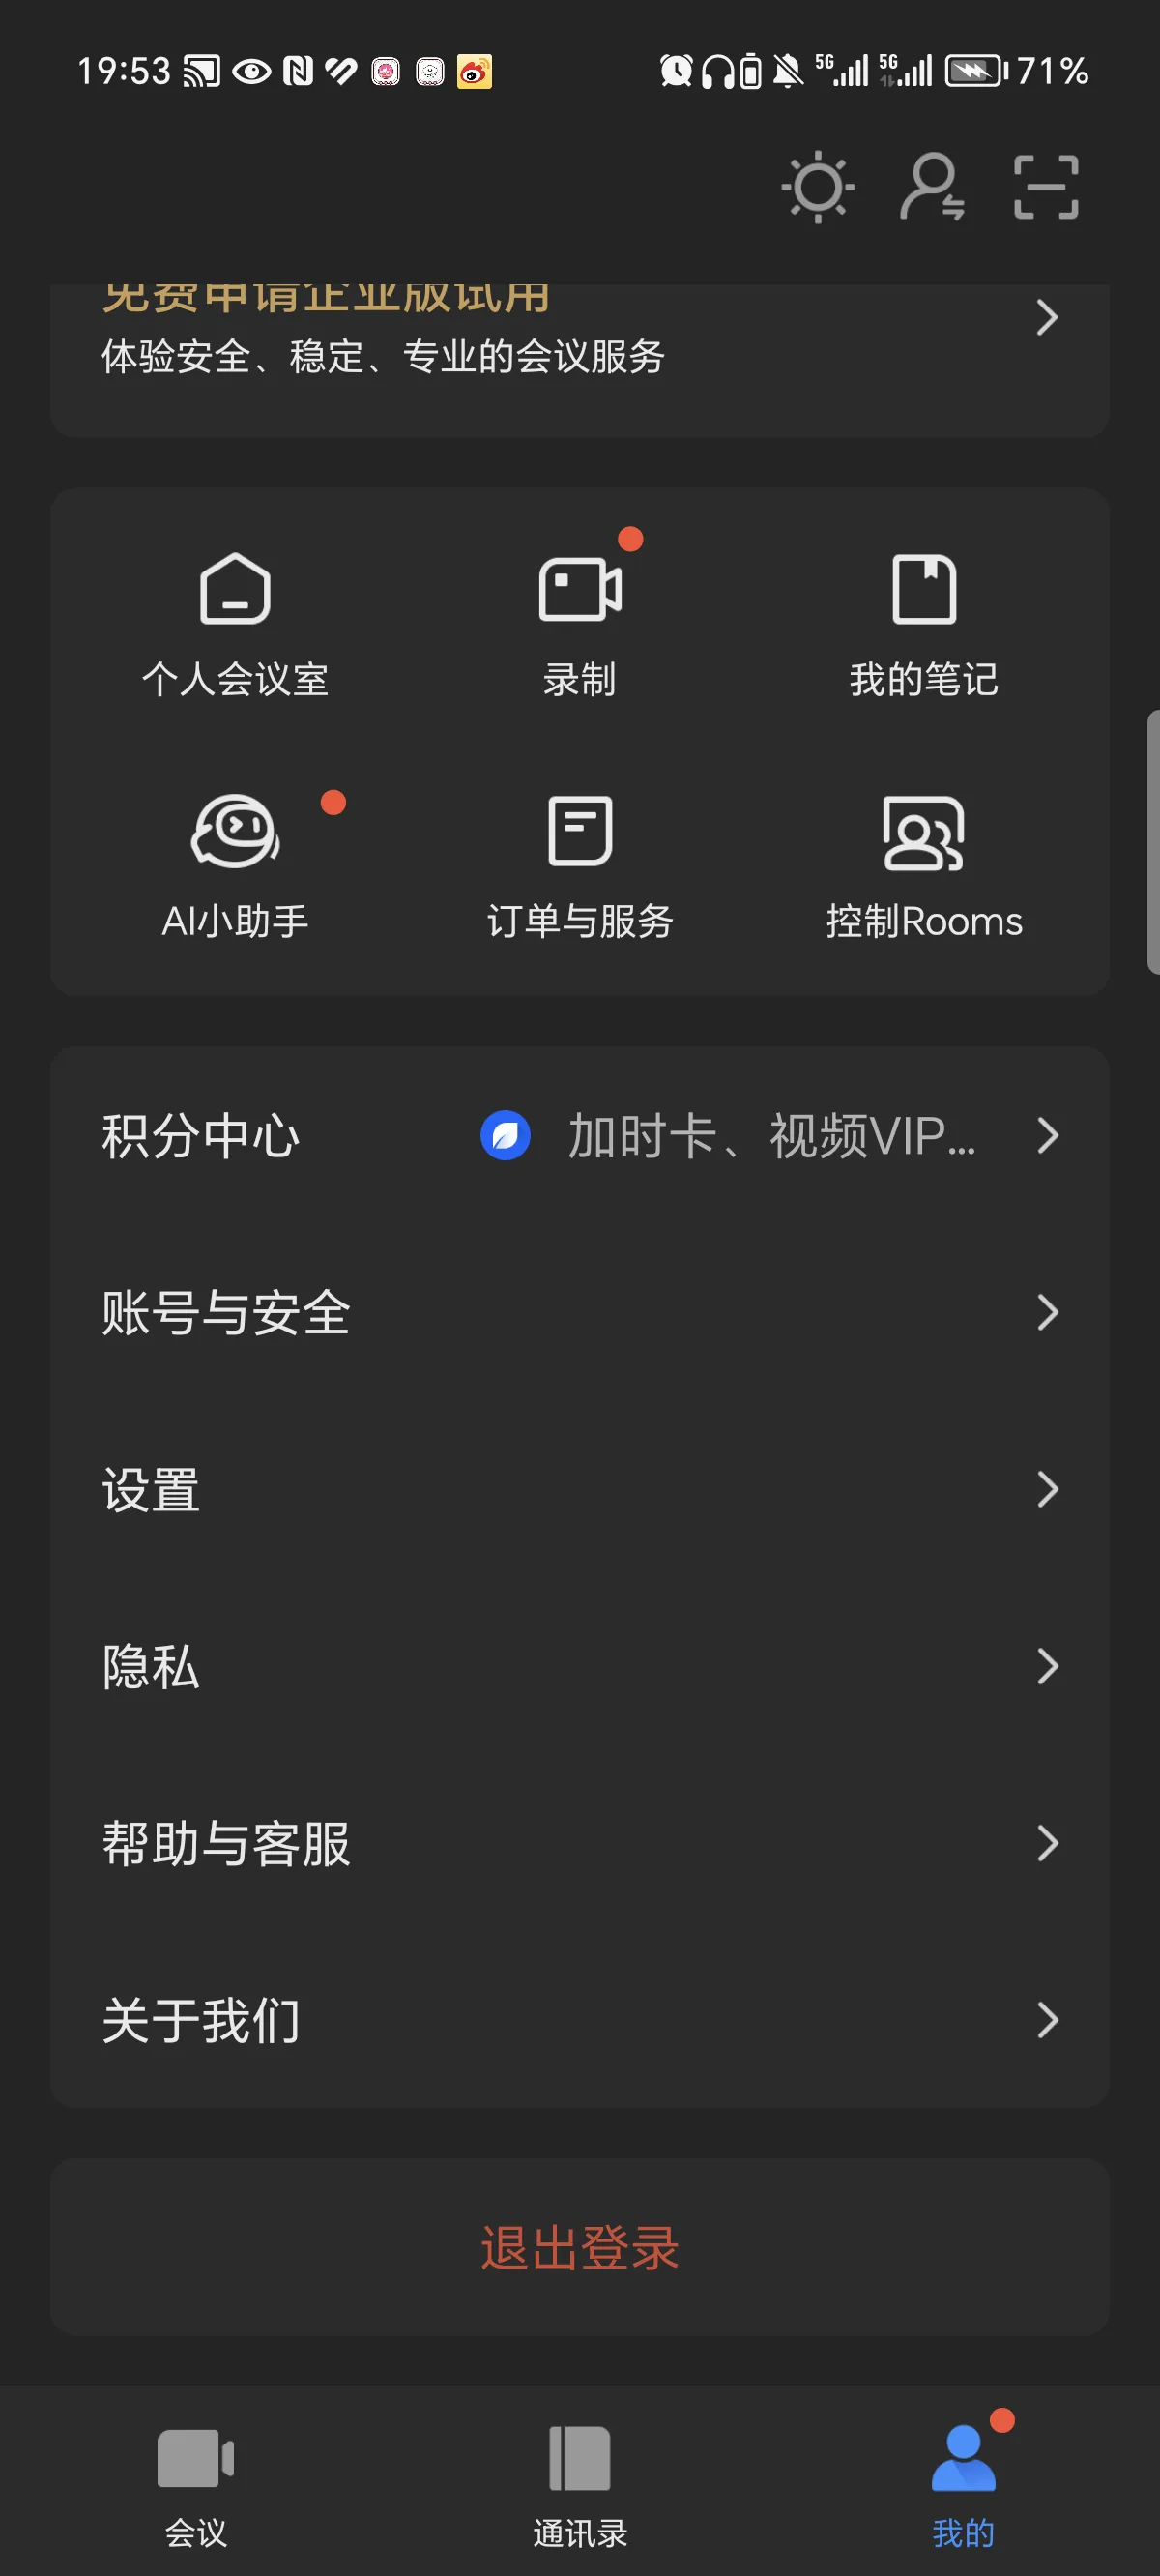 19:53 5G 5G 71%
免费申请企业版试用
体验安全、稳定、专业的会议服务
个人会议室 录制 我的笔记
AI小助手 订单与服务 控制Rooms
积分中心 加时卡、视频VIP...
账号与安全
设置
隐私
帮助与客服
关于我们
退出登录
会议 通讯录 我的